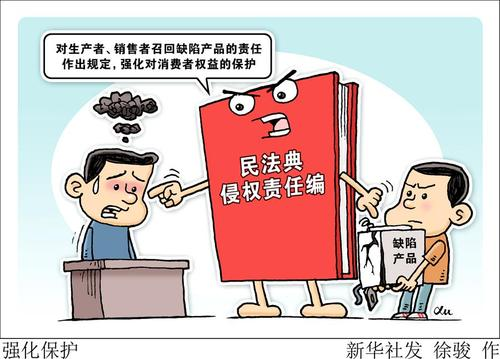 对生产者、销售者召回缺陷产品的责任
作出规定，强化对消费者权益的保护
民法典
侵权责任编
缺陷
产品
强化保护
新华社发 徐骏 作